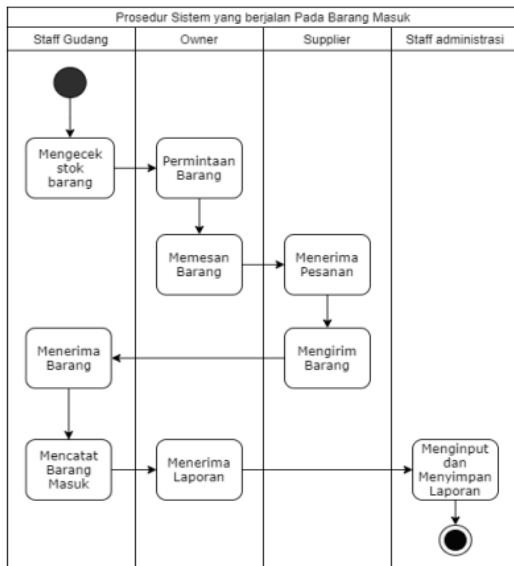 Prosedur Sistem yang berjalan Pada Barang Masuk
Staff Gudang
Owner
Supplier
Staff administrasi
Mengecek
stok
barang
Permintaan
Barang
Memesan
Barang
Menerima
Pesanan
Mengirim
Barang
Menerima
Barang
Mencatat
Barang
Masuk
Menerima
Laporan
Menginput
dan
Menyimpan
Laporan